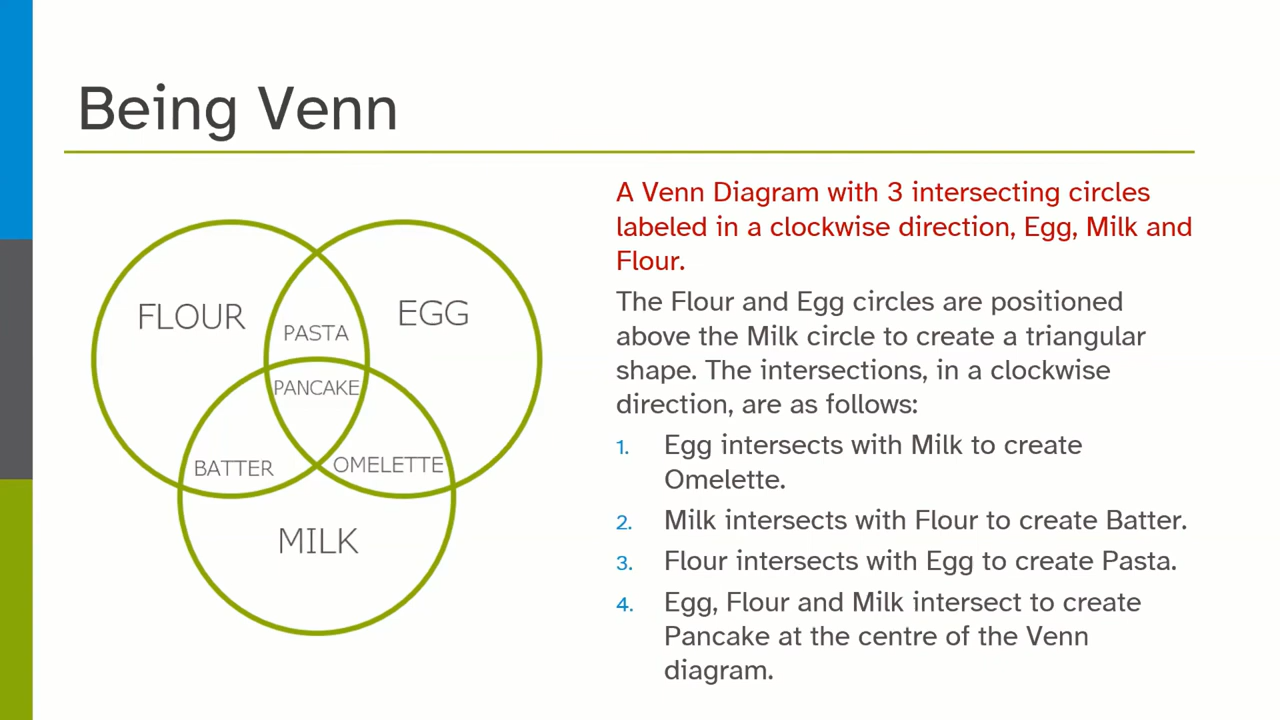 Being Venn
FLOUR
EGG
PASTA
PANCAKE
BATTER
OMELETTE
MILK
A Venn Diagram with 3 intersecting circles
labeled in a clockwise direction, Egg, Milk and
Flour.
The Flour and Egg circles are positioned
above the Milk circle to create a triangular
shape. The intersections, in a clockwise
direction, are as follows:
1. Egg intersects with Milk to create
Omelette.
2. Milk intersects with Flour to create Batter.
3. Flour intersects with Egg to create Pasta.
4. Egg, Flour and Milk intersect to create
Pancake at the centre of the Venn
diagram.